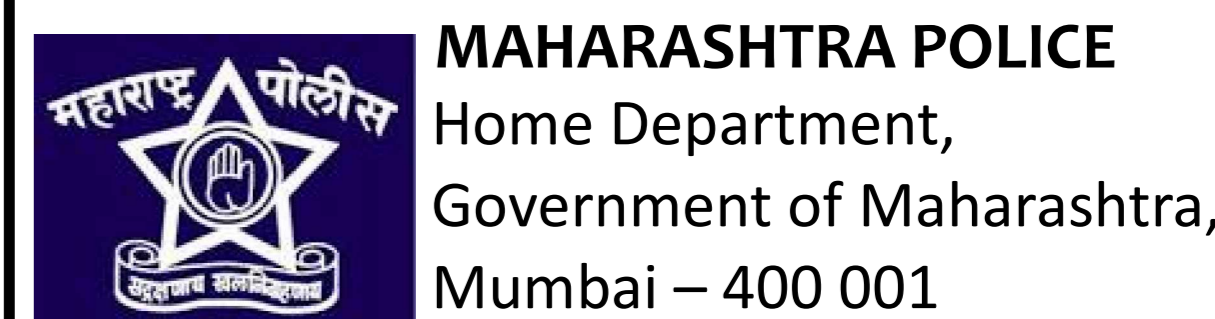 महाराष्ट्र पोलीस
सद्रक्षणाय खलनिग्रहणाय
MAHARASHTRA POLICE
Home Department,
Government of Maharashtra,
Mumbai – 400 001